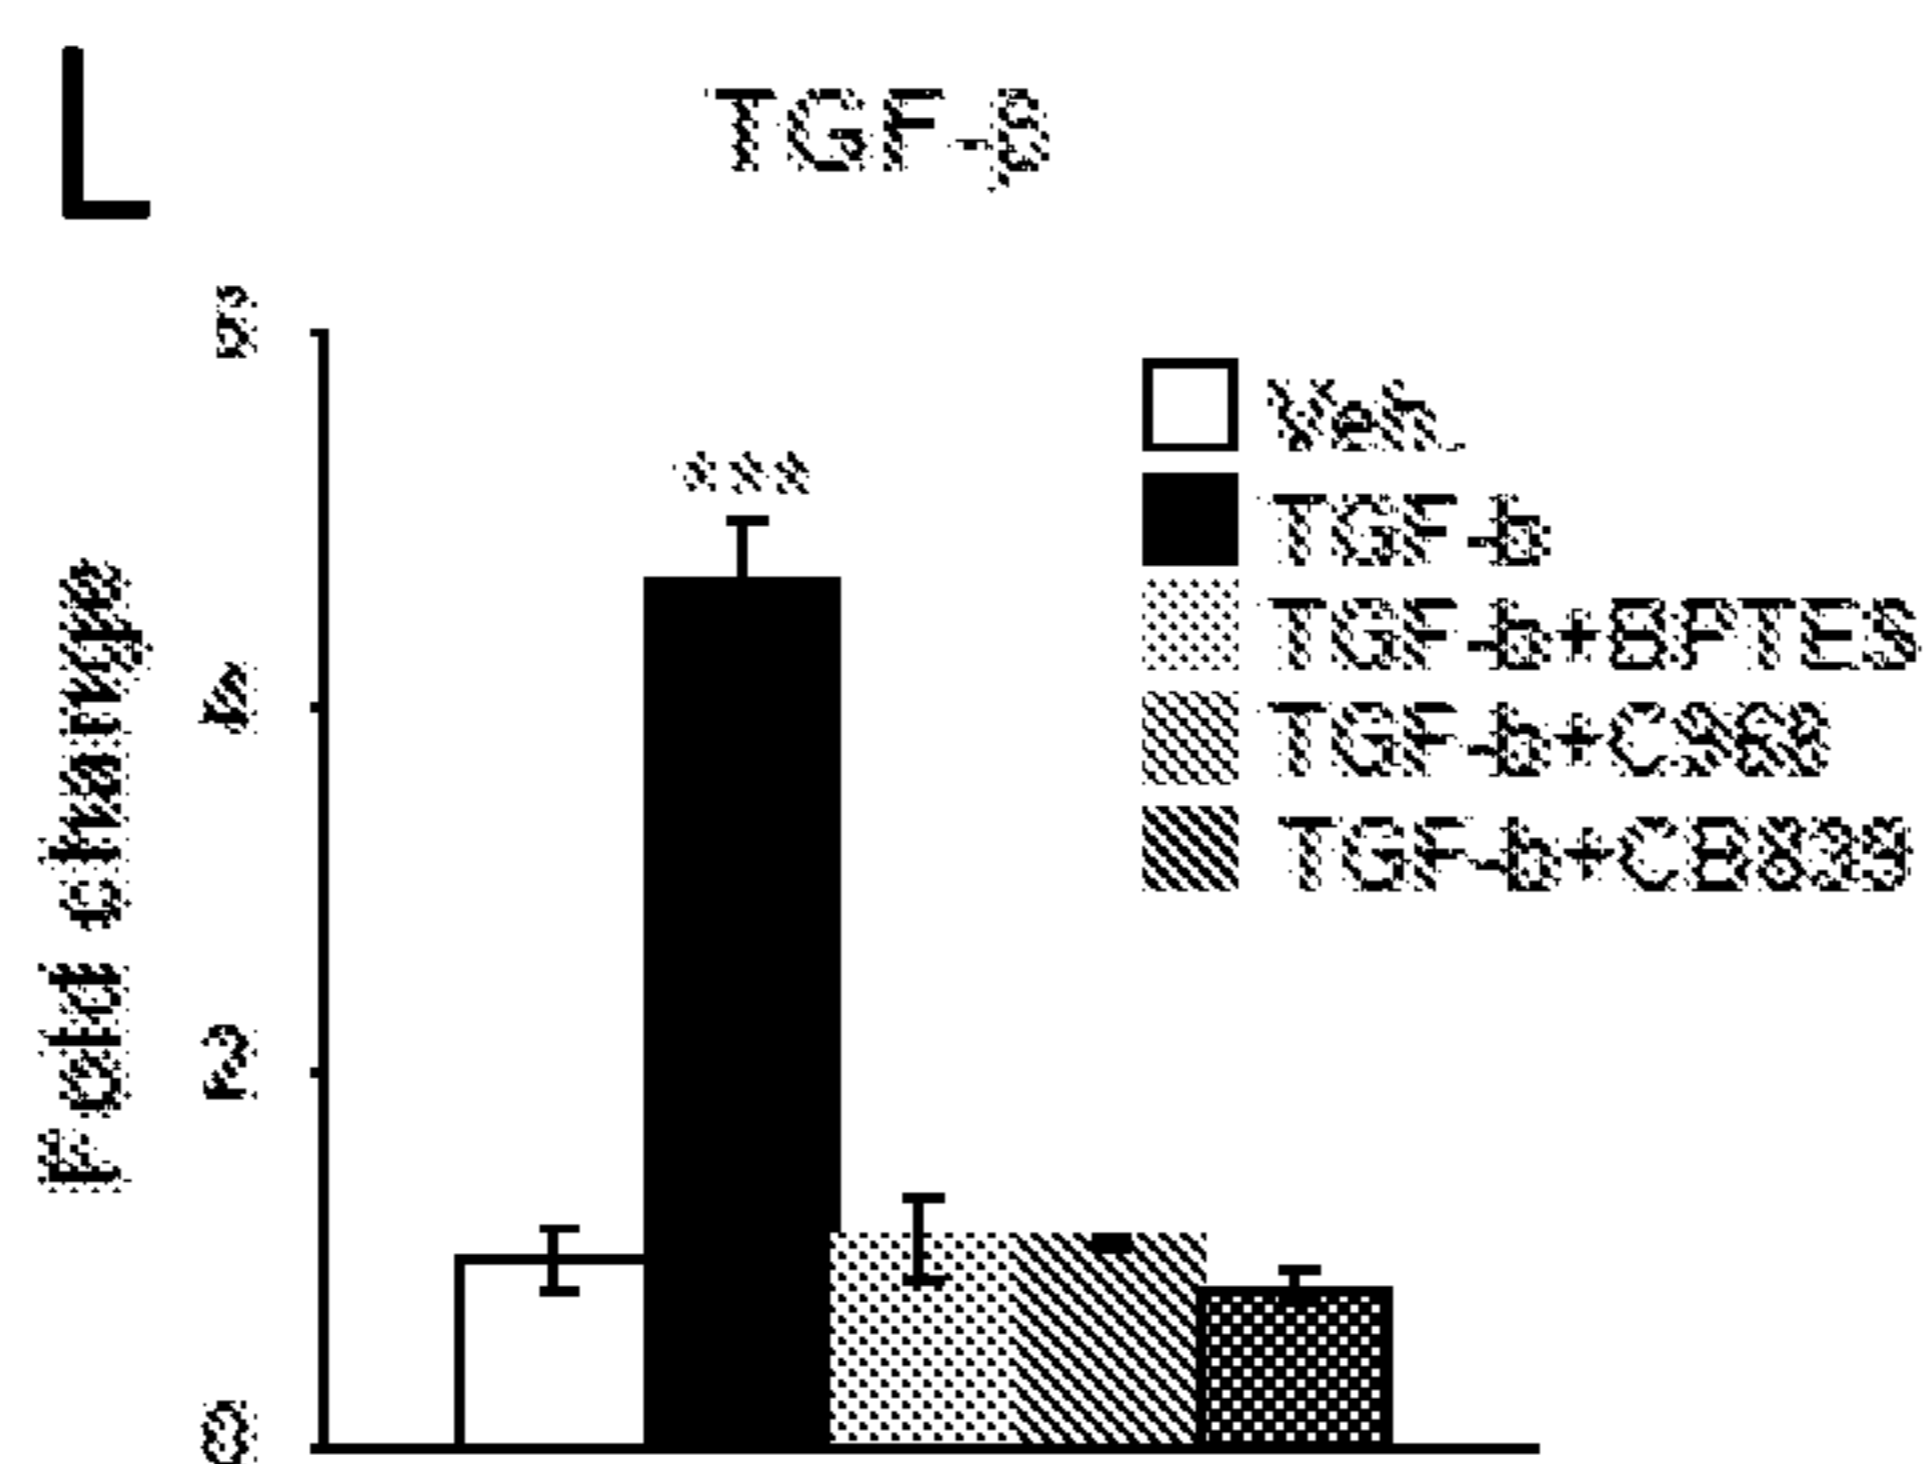 L
TGF-β
Fold change
6
4
2
0
***
Veh.
TGF-b
TGF-b+BPTES
TGF-b+C968
TGF-b+CB839